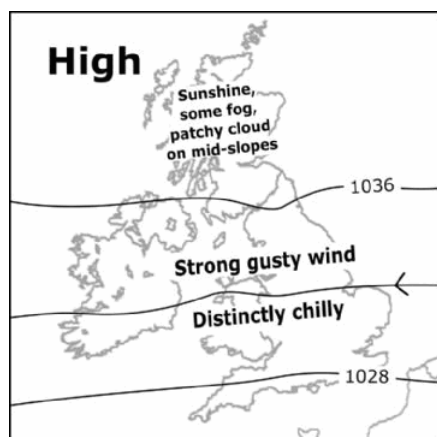 High
Sunshine,
some fog,
patchy cloud
on mid-slopes
1036
Strong gusty wind
Distinctly chilly
1028